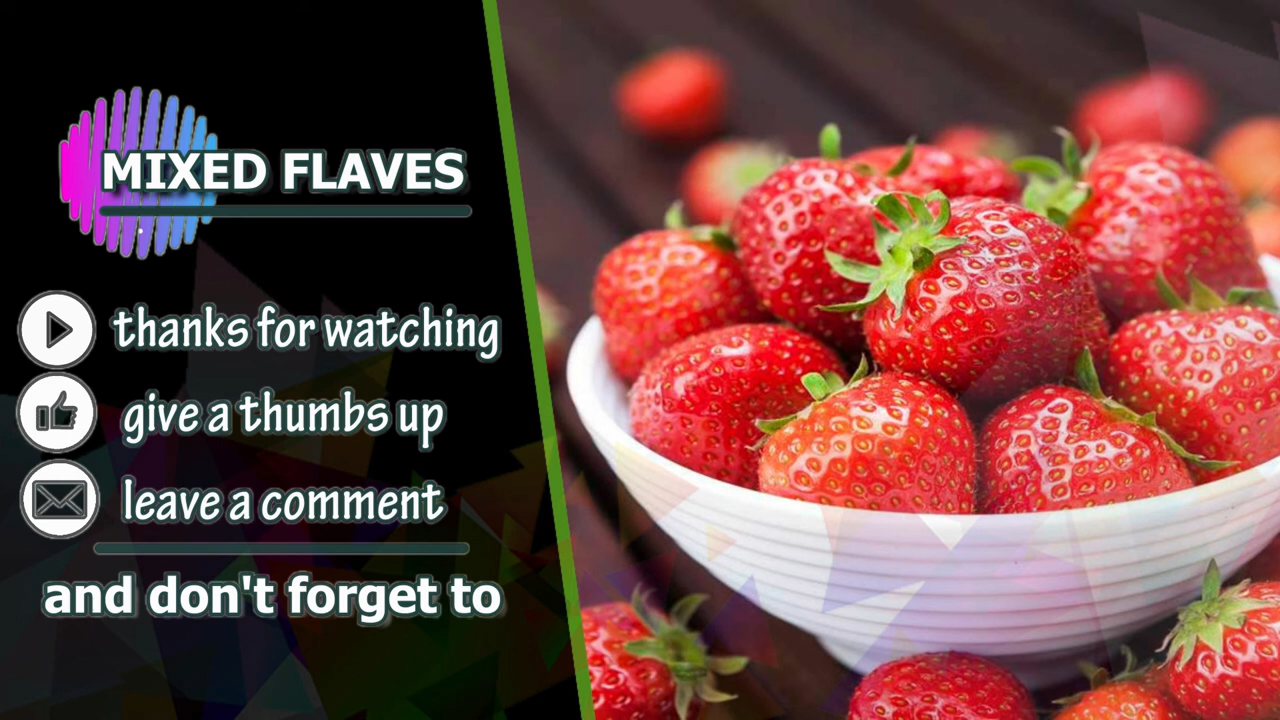 MIXED FLAVES
thanks for watching
give a thumbs up
leave a comment
and don't forget to